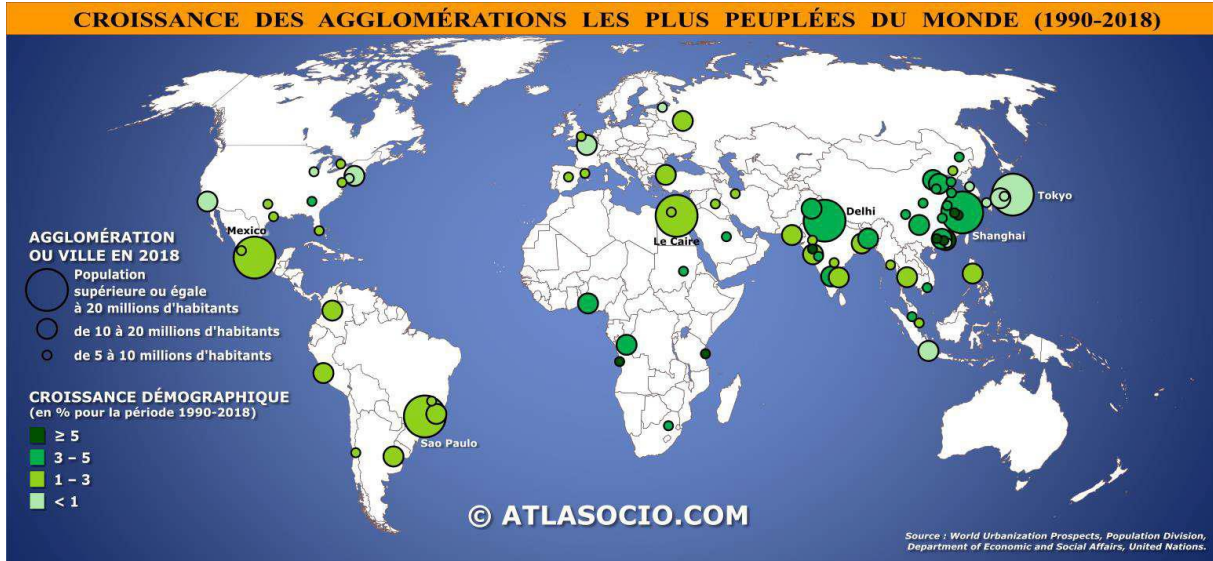 CROISSANCE DES AGGLOMÉRATIONS LES PLUS PEUPLÉES DU MONDE (1990-2018)
Tokyo
Delhi
Shanghai
Le Caire
Mexico
Sao Paulo
AGGLOMÉRATION
OU VILLE EN 2018
Population
supérieure ou égale
à 20 millions d'habitants
de 10 à 20 millions d'habitants
de 5 à 10 millions d'habitants
CROISSANCE DÉMOGRAPHIQUE
(en % pour la période 1990-2018)
≥ 5
3 – 5
1 – 3
< 1
© ATLASOCIO.COM
Source : World Urbanization Prospects, Population Division,
Department of Economic and Social Affairs, United Nations.